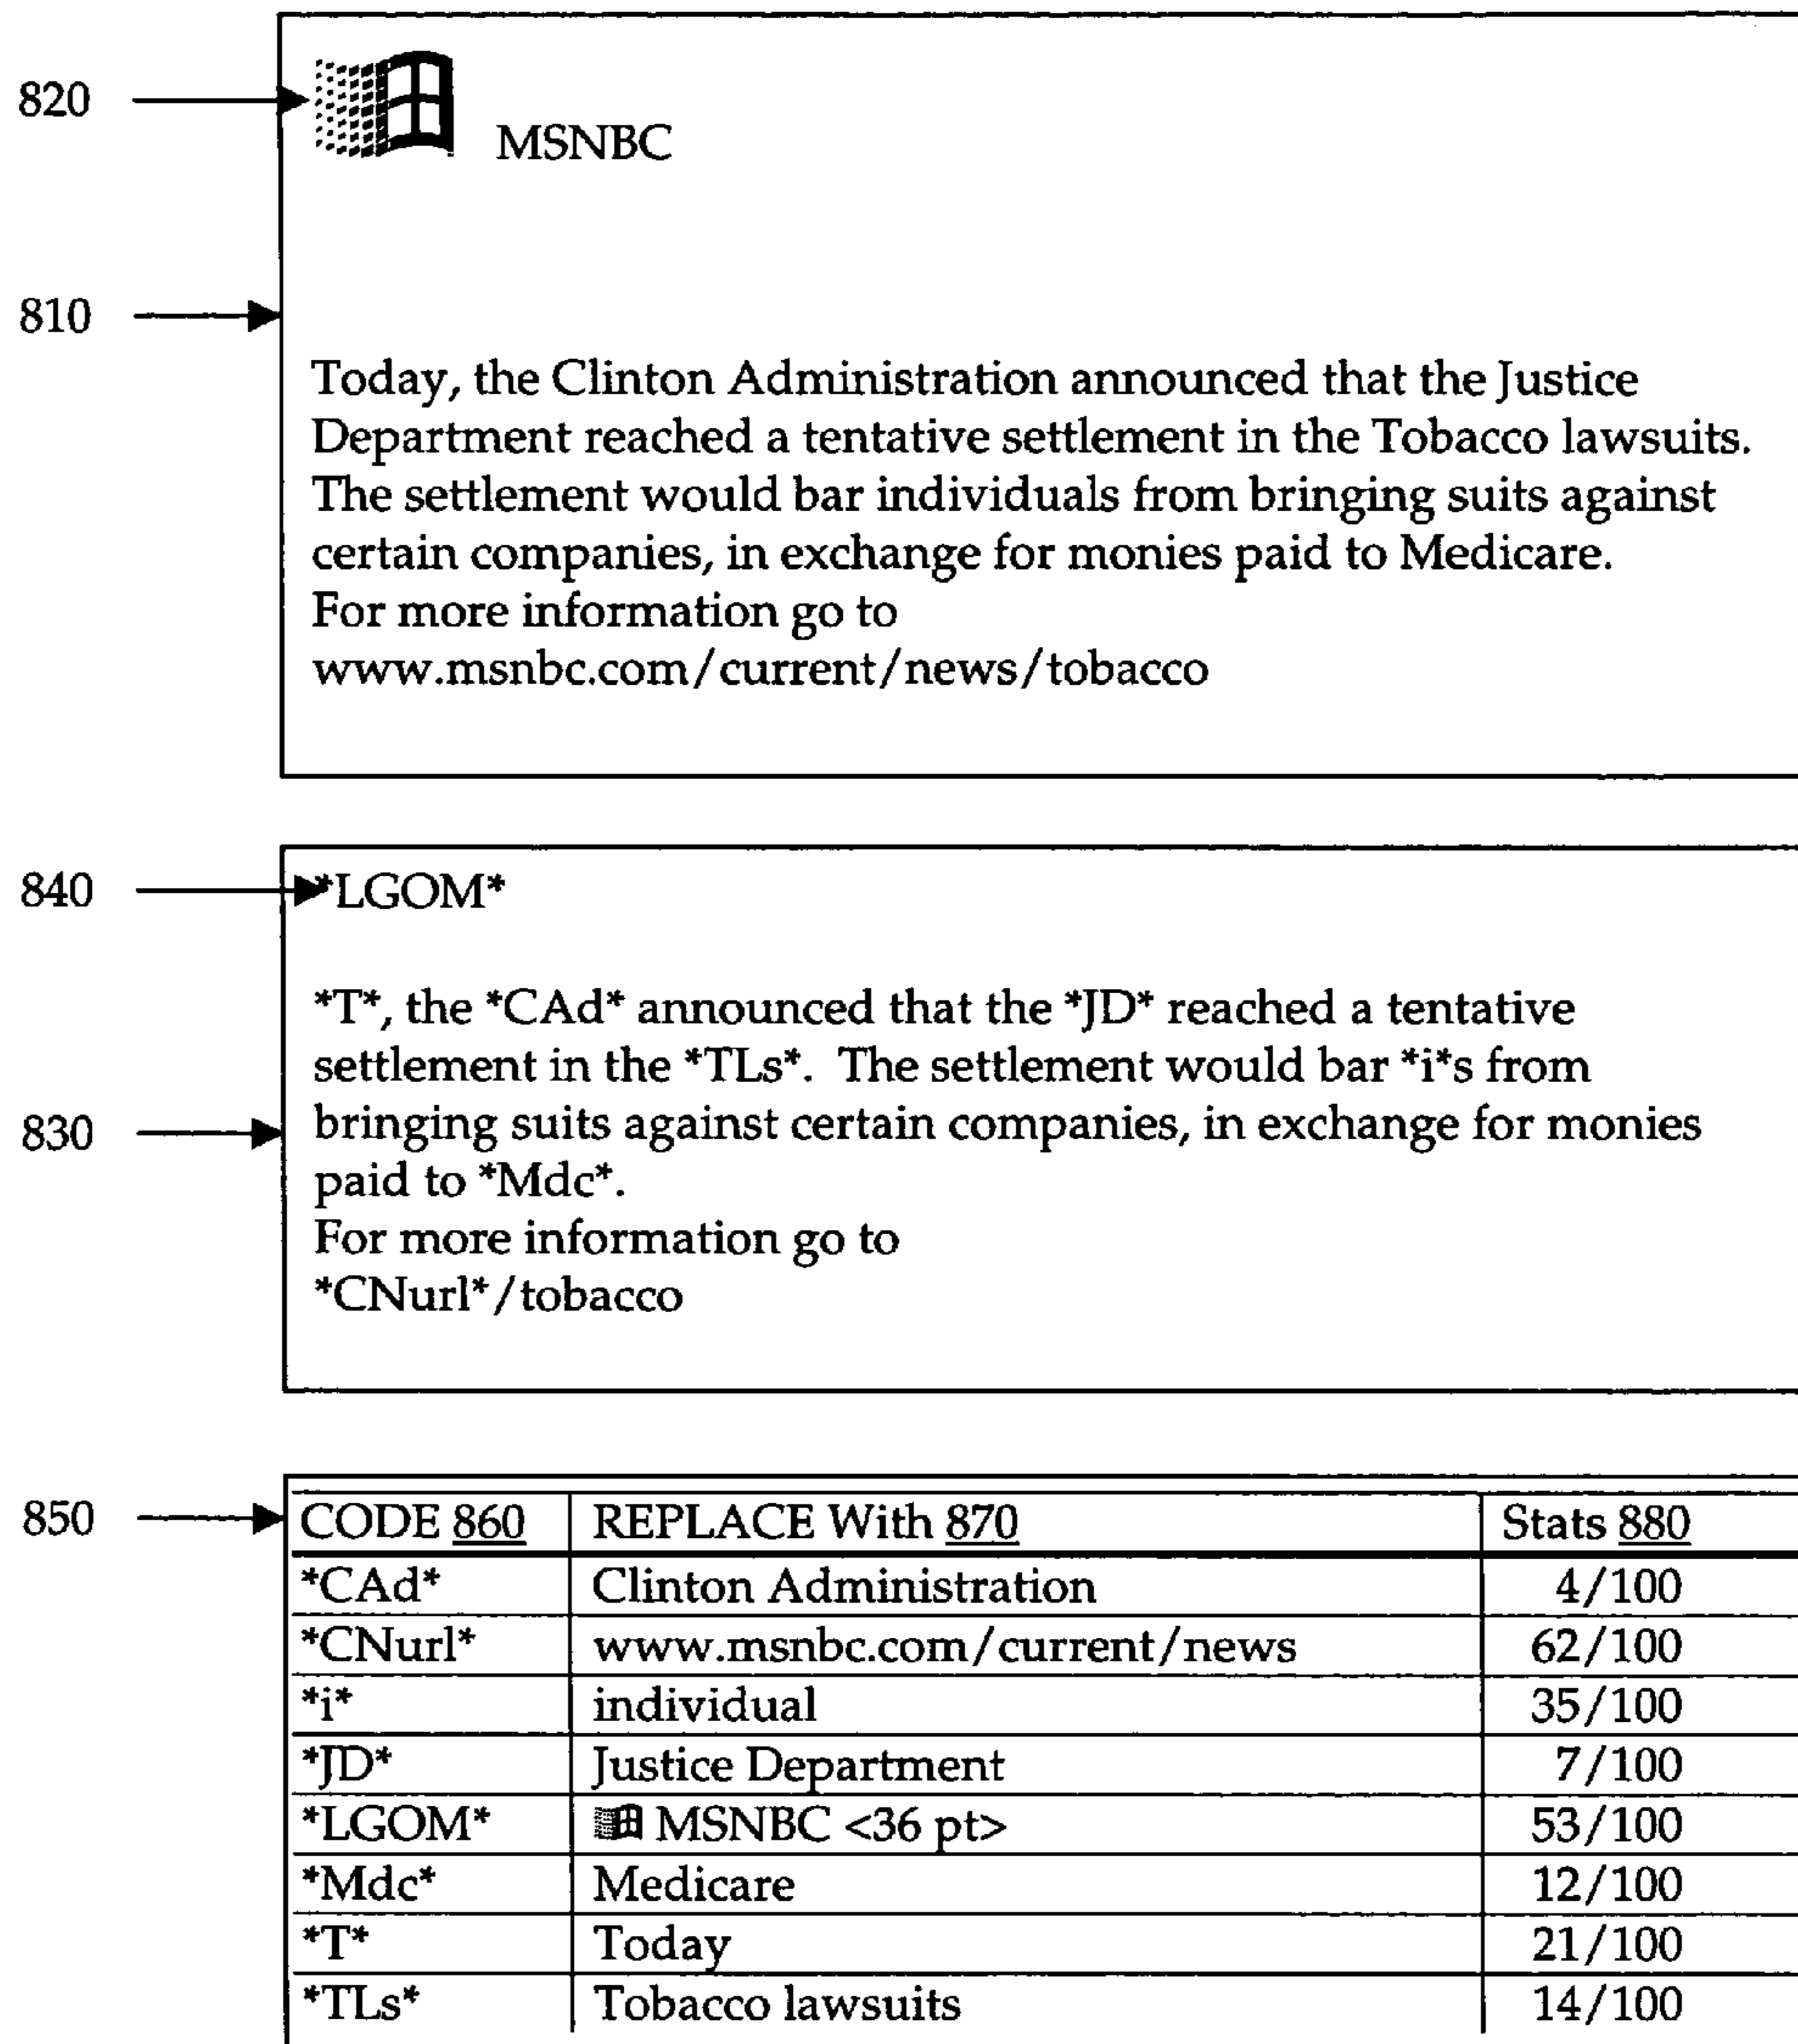 820
MSNBC
810
Today, the Clinton Administration announced that the Justice
Department reached a tentative settlement in the Tobacco lawsuits.
The settlement would bar individuals from bringing suits against
certain companies, in exchange for monies paid to Medicare.
For more information go to
www.msnbc.com/current/news/tobacco
840
*LGOM*
*T*, the *CAd* announced that the *JD* reached a tentative
settlement in the *TLs*. The settlement would bar *i*s from
830
bringing suits against certain companies, in exchange for monies
paid to *Mdc*.
For more information go to
*CNurl*/tobacco
850
CODE 860 REPLACE With 870 Stats 880
*CAd* Clinton Administration 4/100
*CNurl* www.msnbc.com/current/news 62/100
*i* individual 35/100
*JD* Justice Department 7/100
*LGOM* MSNBC <36 pt> 53/100
*Mdc* Medicare 12/100
*T* Today 21/100
*TLs* Tobacco lawsuits 14/100